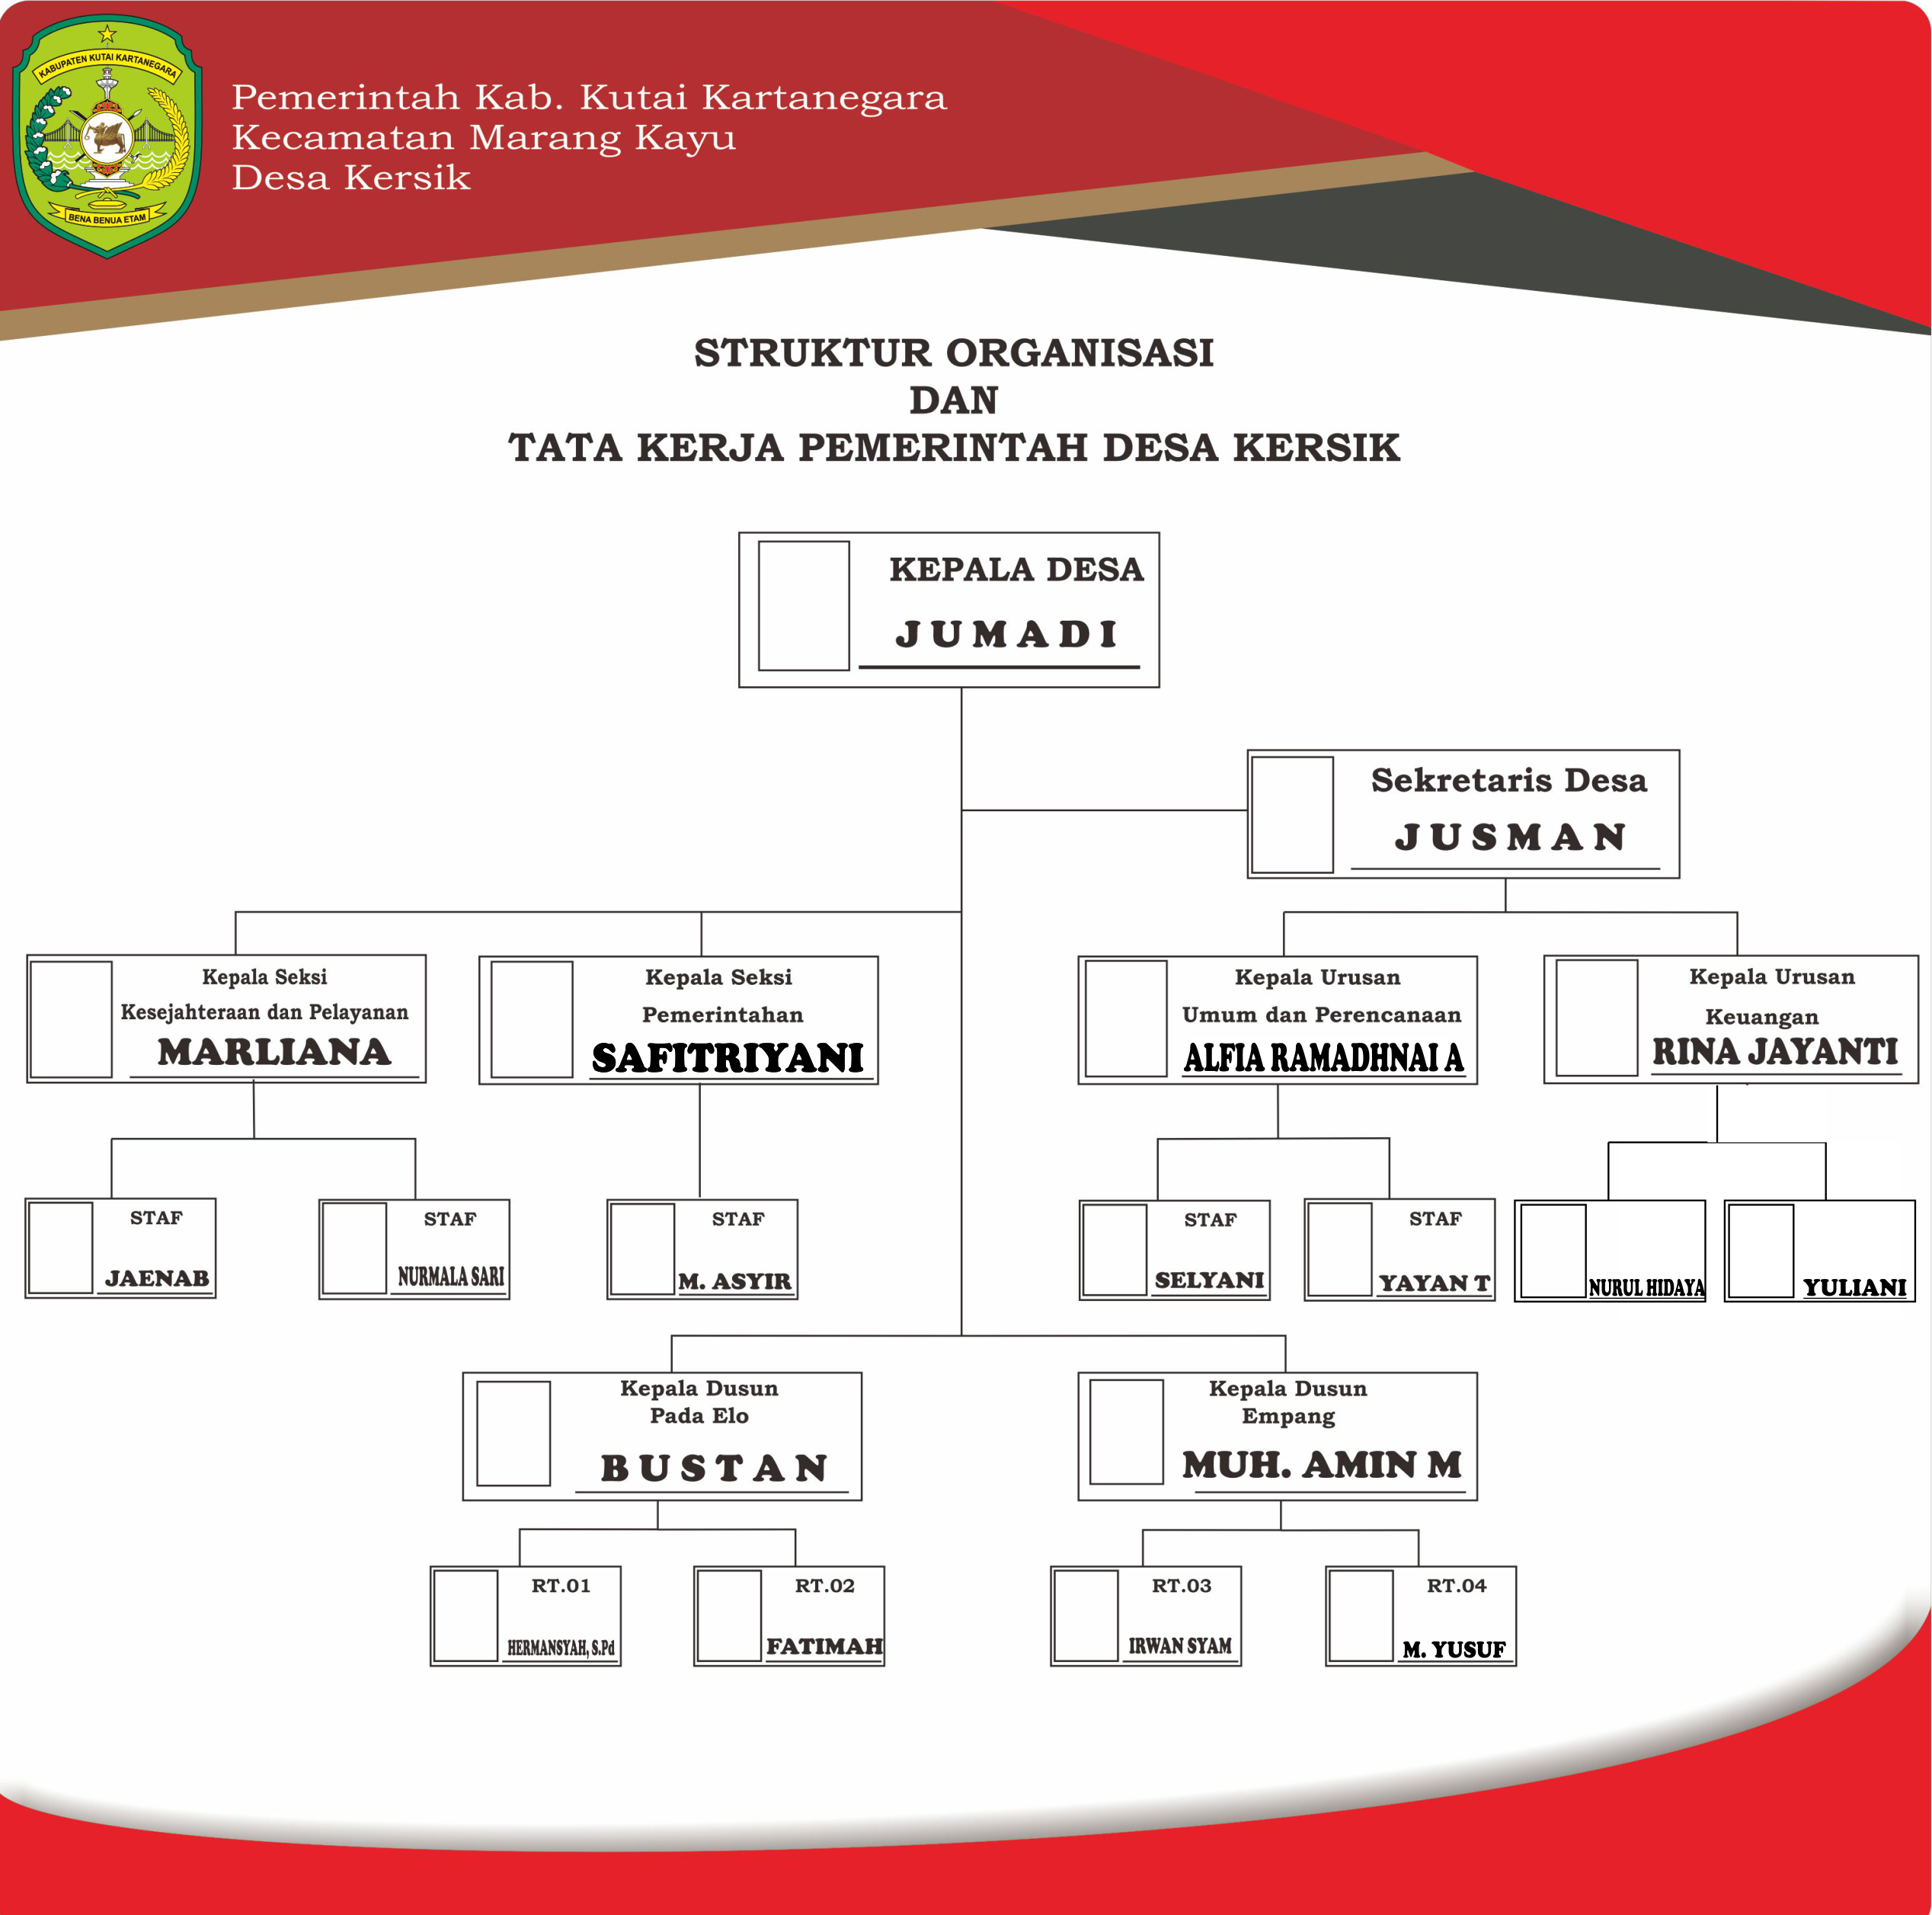 KABUPATEN KUTAI KARTANEGARA
BENA BENUA ETAM
Pemerintah Kab. Kutai Kartanegara
Kecamatan Marang Kayu
Desa Kersik
STRUKTUR ORGANISASI
DAN
TATA KERJA PEMERINTAH DESA KERSIK
KEPALA DESA
JUMADI
Sekretaris Desa
JUSMAN
Kepala Seksi
Kesejahteraan dan Pelayanan
MARLIANA
Kepala Seksi
Pemerintahan
SAFITRIYANI
Kepala Urusan
Umum dan Perencanaan
ALFIA RAMADHNAI A
Kepala Urusan
Keuangan
RINA JAYANTI
STAF
JAENAB
STAF
NURMALA SARI
STAF
M. ASYIR
STAF
SELYANI
STAF
YAYAN T
NURUL HIDAYA
YULIANI
Kepala Dusun
Pada Elo
BUSTAN
Kepala Dusun
Empang
MUH. AMIN M
RT.01
HERMANSYAH, S.Pd
RT.02
FATIMAH
RT.03
IRWAN SYAM
RT.04
M. YUSUF